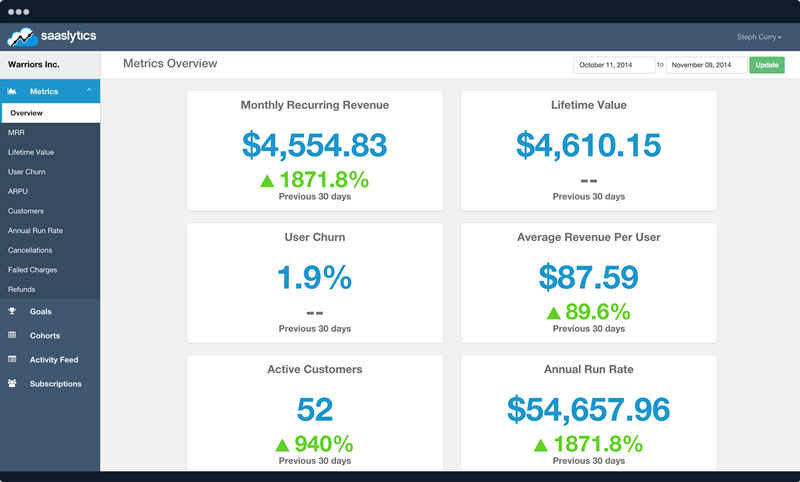 saaslytics
Steph Curry
Warriors Inc.
Metrics Overview
October 11, 2014 to November 09, 2014 Update
Metrics
Overview
MRR
Lifetime Value
User Churn
ARPU
Customers
Annual Run Rate
Cancellations
Failed Charges
Refunds
Goals
Cohorts
Activity Feed
Subscriptions
Monthly Recurring Revenue
$4,554.83
▲ 1871.8%
Previous 30 days
Lifetime Value
$4,610.15
--
Previous 30 days
User Churn
1.9%
--
Previous 30 days
Average Revenue Per User
$87.59
▲ 89.6%
Previous 30 days
Active Customers
52
▲ 940%
Previous 30 days
Annual Run Rate
$54,657.96
▲ 1871.8%
Previous 30 days